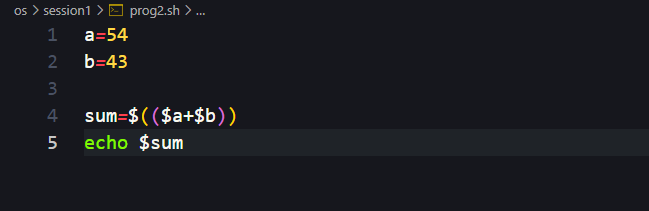 os > session1 > prog2.sh > ...
1 a=54
2 b=43
3
4 sum=$(($a+$b))
5 echo $sum